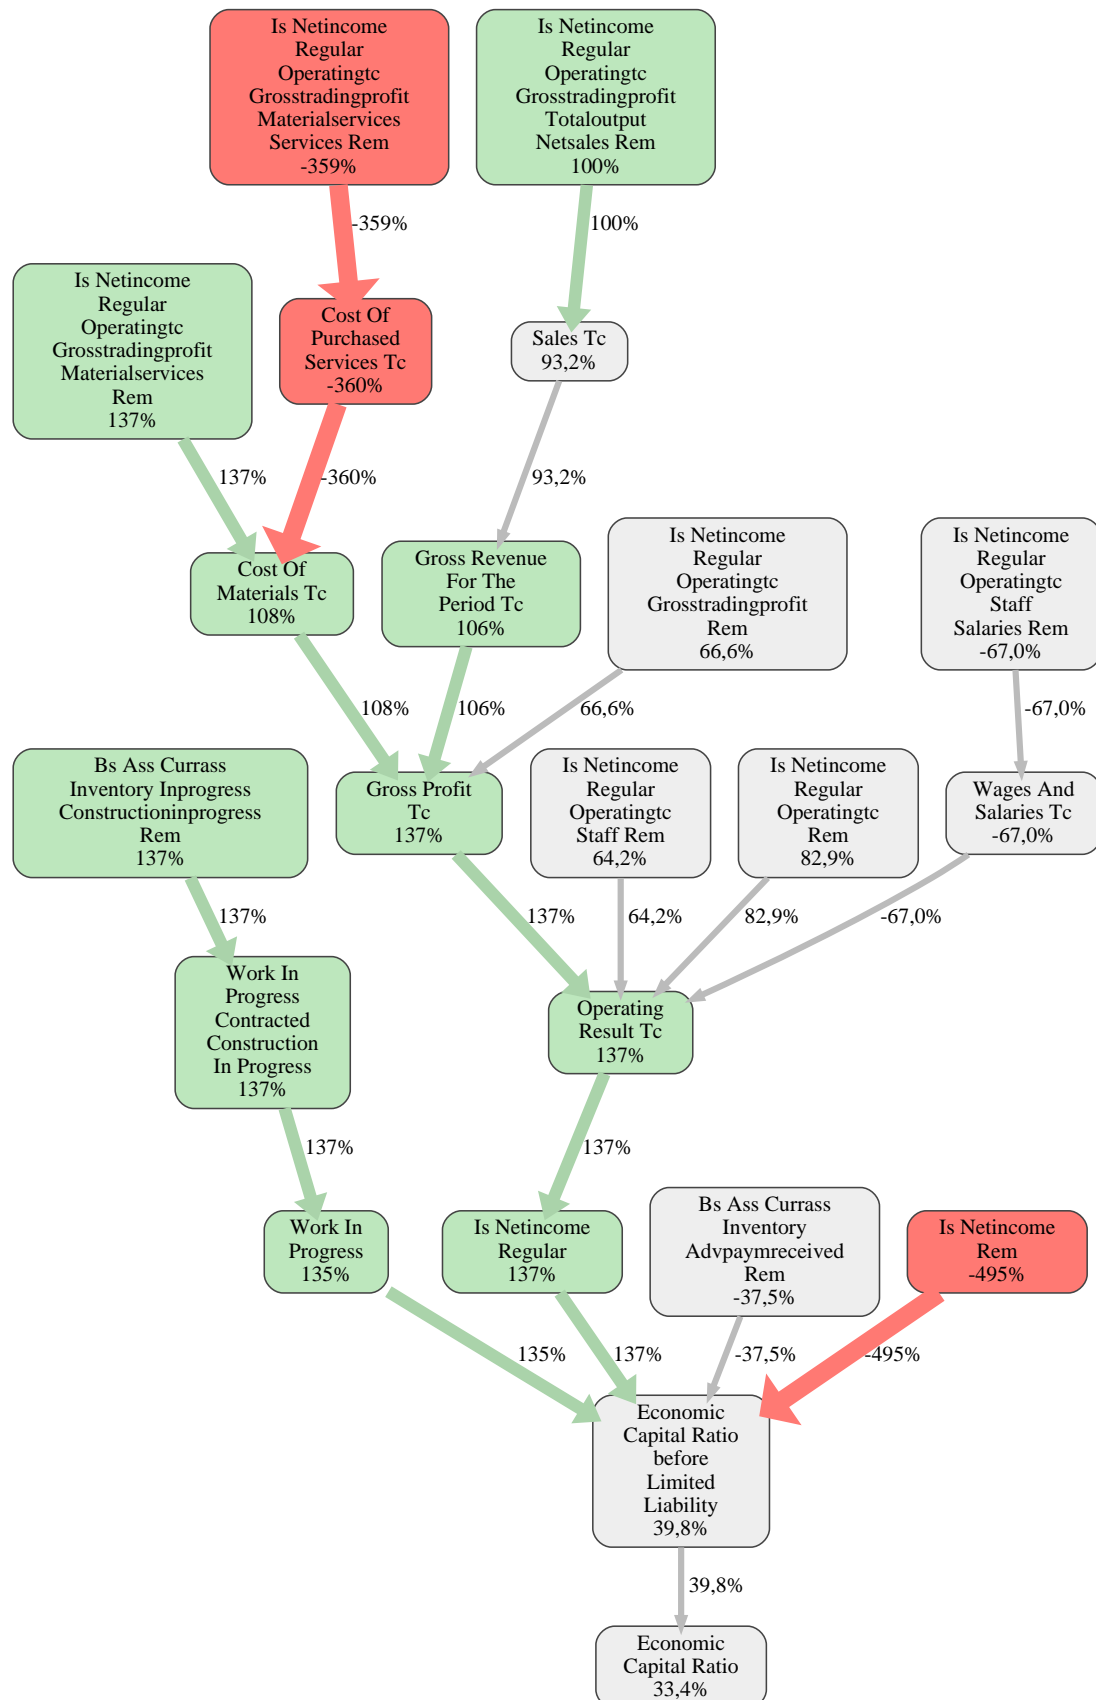 Is Netincome
Regular
Operatingtc
Grosstradingprofit
Materialservices
Services Rem
-359%
Is Netincome
Regular
Operatingtc
Grosstradingprofit
Totaloutput
Netsales Rem
100%
-359%
100%
Is Netincome
Regular
Operatingtc
Grosstradingprofit
Materialservices
Rem
137%
Cost Of
Purchased
Services Tc
-360%
Sales Tc
93,2%
137%
-360%
93,2%
Cost Of
Materials Tc
108%
Gross Revenue
For The
Period Tc
106%
Is Netincome
Regular
Operatingtc
Grosstradingprofit
Rem
66,6%
Is Netincome
Regular
Operatingtc
Staff
Salaries Rem
-67,0%
108%
106%
66,6%
-67,0%
Bs Ass Currass
Inventory Inprogress
Constructioninprogress
Rem
137%
Gross Profit
Tc
137%
Is Netincome
Regular
Operatingtc
Staff Rem
64,2%
Is Netincome
Regular
Operatingtc
Rem
82,9%
Wages And
Salaries Tc
-67,0%
137%
137%
64,2%
82,9%
-67,0%
Work In
Progress
Contracted
Construction
In Progress
137%
Operating
Result Tc
137%
137%
137%
Work In
Progress
135%
Is Netincome
Regular
137%
Bs Ass Currass
Inventory
Advpaymreceived
Rem
-37,5%
Is Netincome
Rem
-495%
135%
137%
-37,5%
-495%
Economic
Capital Ratio
before
Limited
Liability
39,8%
39,8%
Economic
Capital Ratio
33,4%